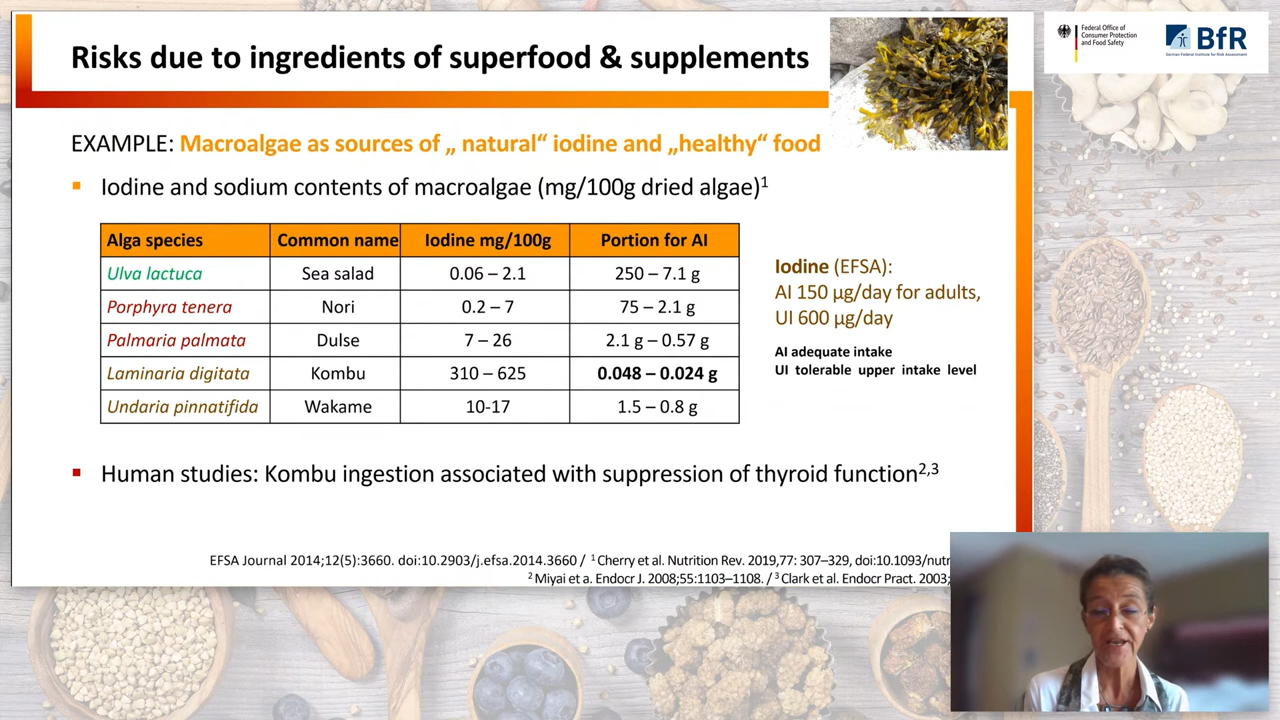 Risks due to ingredients of superfood & supplements
Federal Office of
Consumer Protection
and Food Safety
BfR
German Federal Institute for Risk Assessment
EXAMPLE: Macroalgae as sources of „ natural“ iodine and „healthy“ food
Iodine and sodium contents of macroalgae (mg/100g dried algae)1
Alga species Common name Iodine mg/100g Portion for AI
Ulva lactuca Sea salad 0.06 – 2.1 250 – 7.1 g
Porphyra tenera Nori 0.2 – 7 75 – 2.1 g
Palmaria palmata Dulse 7 – 26 2.1 g – 0.57 g
Laminaria digitata Kombu 310 – 625 0.048 – 0.024 g
Undaria pinnatifida Wakame 10-17 1.5 – 0.8 g
Iodine (EFSA):
AI 150 µg/day for adults,
UI 600 µg/day
AI adequate intake
UI tolerable upper intake level
Human studies: Kombu ingestion associated with suppression of thyroid function2,3
EFSA Journal 2014;12(5):3660. doi:10.2903/j.efsa.2014.3660 / 1 Cherry et al. Nutrition Rev. 2019,77: 307–329, doi:10.1093/nutr
2 Miyai et a. Endocr J. 2008;55:1103–1108. / 3 Clark et al. Endocr Pract. 2003;